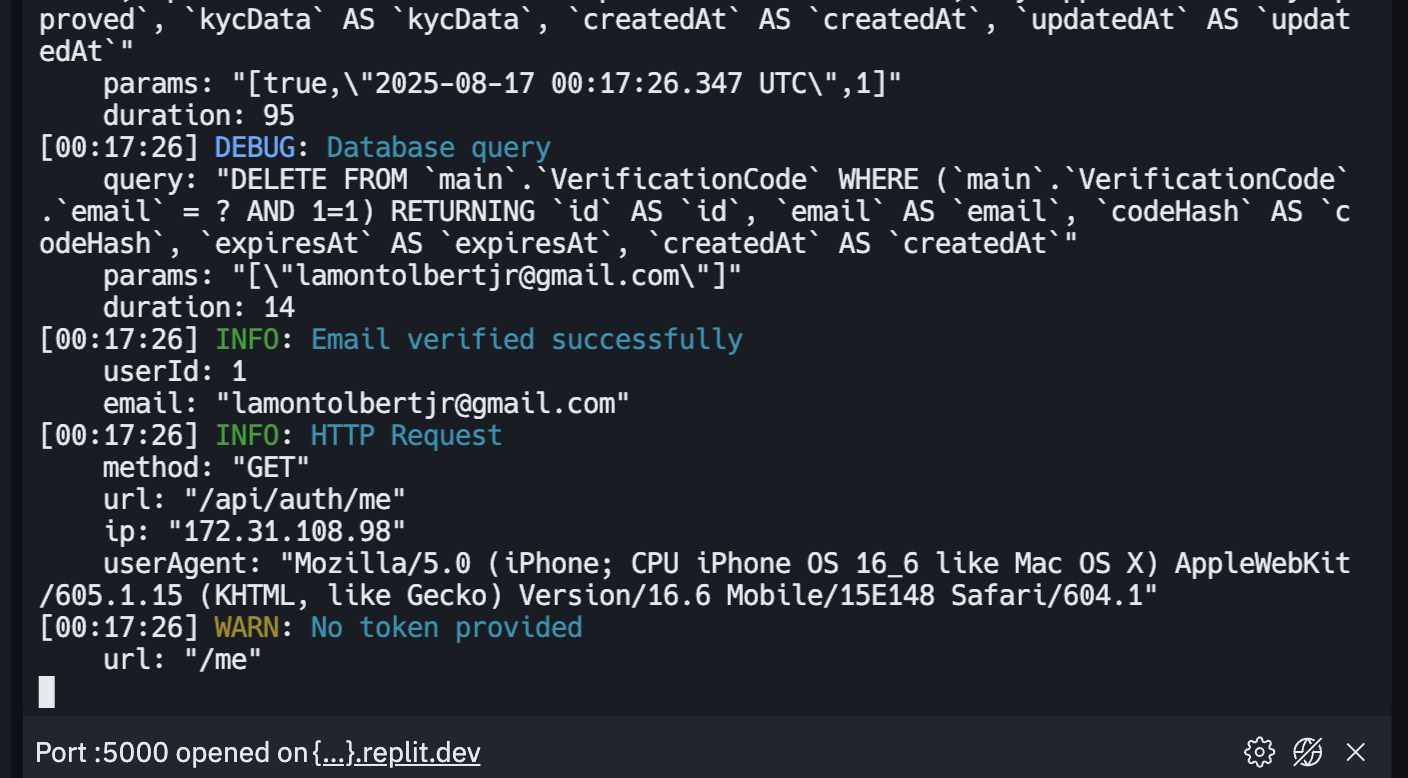 proved`, `kycData` AS `kycData`, `createdAt` AS `createdAt`, `updatedAt` AS `updat
edAt`"
    params: "[true,\"2025-08-17 00:17:26.347 UTC\",1]"
    duration: 95
[00:17:26] DEBUG: Database query
    query: "DELETE FROM `main`.`VerificationCode` WHERE (`main`.`VerificationCode`
.`email` = ? AND 1=1) RETURNING `id` AS `id`, `email` AS `email`, `codeHash` AS `c
odeHash`, `expiresAt` AS `expiresAt`, `createdAt` AS `createdAt`"
    params: "[\"lamontolbertjr@gmail.com\"]"
    duration: 14
[00:17:26] INFO: Email verified successfully
    userId: 1
    email: "lamontolbertjr@gmail.com"
[00:17:26] INFO: HTTP Request
    method: "GET"
    url: "/api/auth/me"
    ip: "172.31.108.98"
    userAgent: "Mozilla/5.0 (iPhone; CPU iPhone OS 16_6 like Mac OS X) AppleWebKit
/605.1.15 (KHTML, like Gecko) Version/16.6 Mobile/15E148 Safari/604.1"
[00:17:26] WARN: No token provided
    url: "/me"
Port :5000 opened on {...}.replit.dev